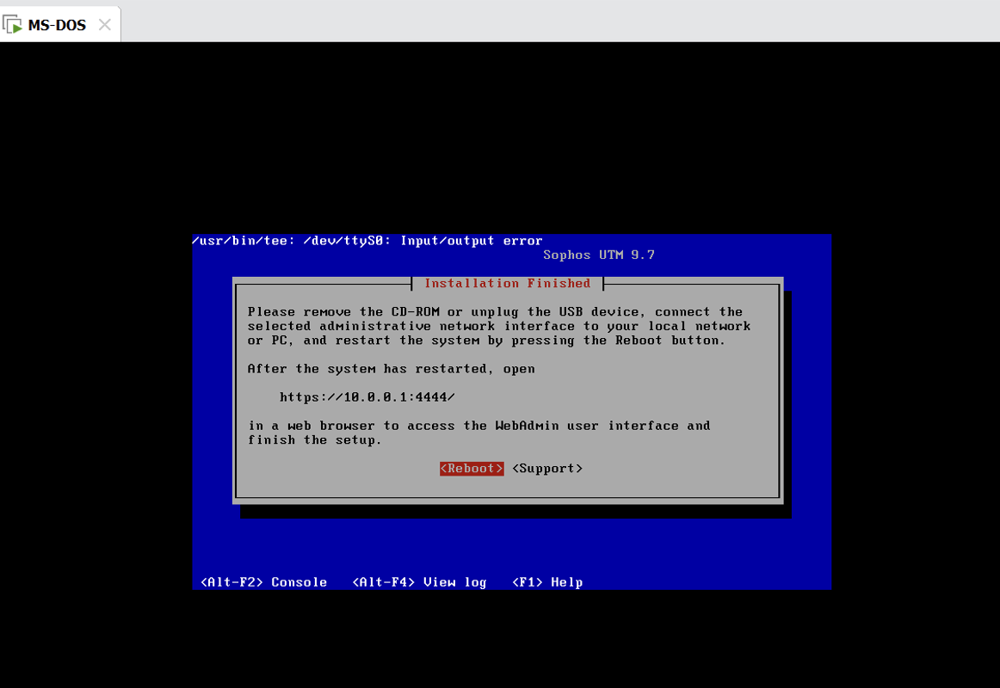 MS-DOS
/usr/bin/tee: /dev/ttyS0: Input/output error
Sophos UTM 9.7
Installation Finished
Please remove the CD-ROM or unplug the USB device, connect the
selected administrative network interface to your local network
or PC, and restart the system by pressing the Reboot button.
After the system has restarted, open
https://10.0.0.1:4444/
in a web browser to access the WebAdmin user interface and
finish the setup.
<Reboot> <Support>
<Alt-F2> Console <Alt-F4> View log <F1> Help